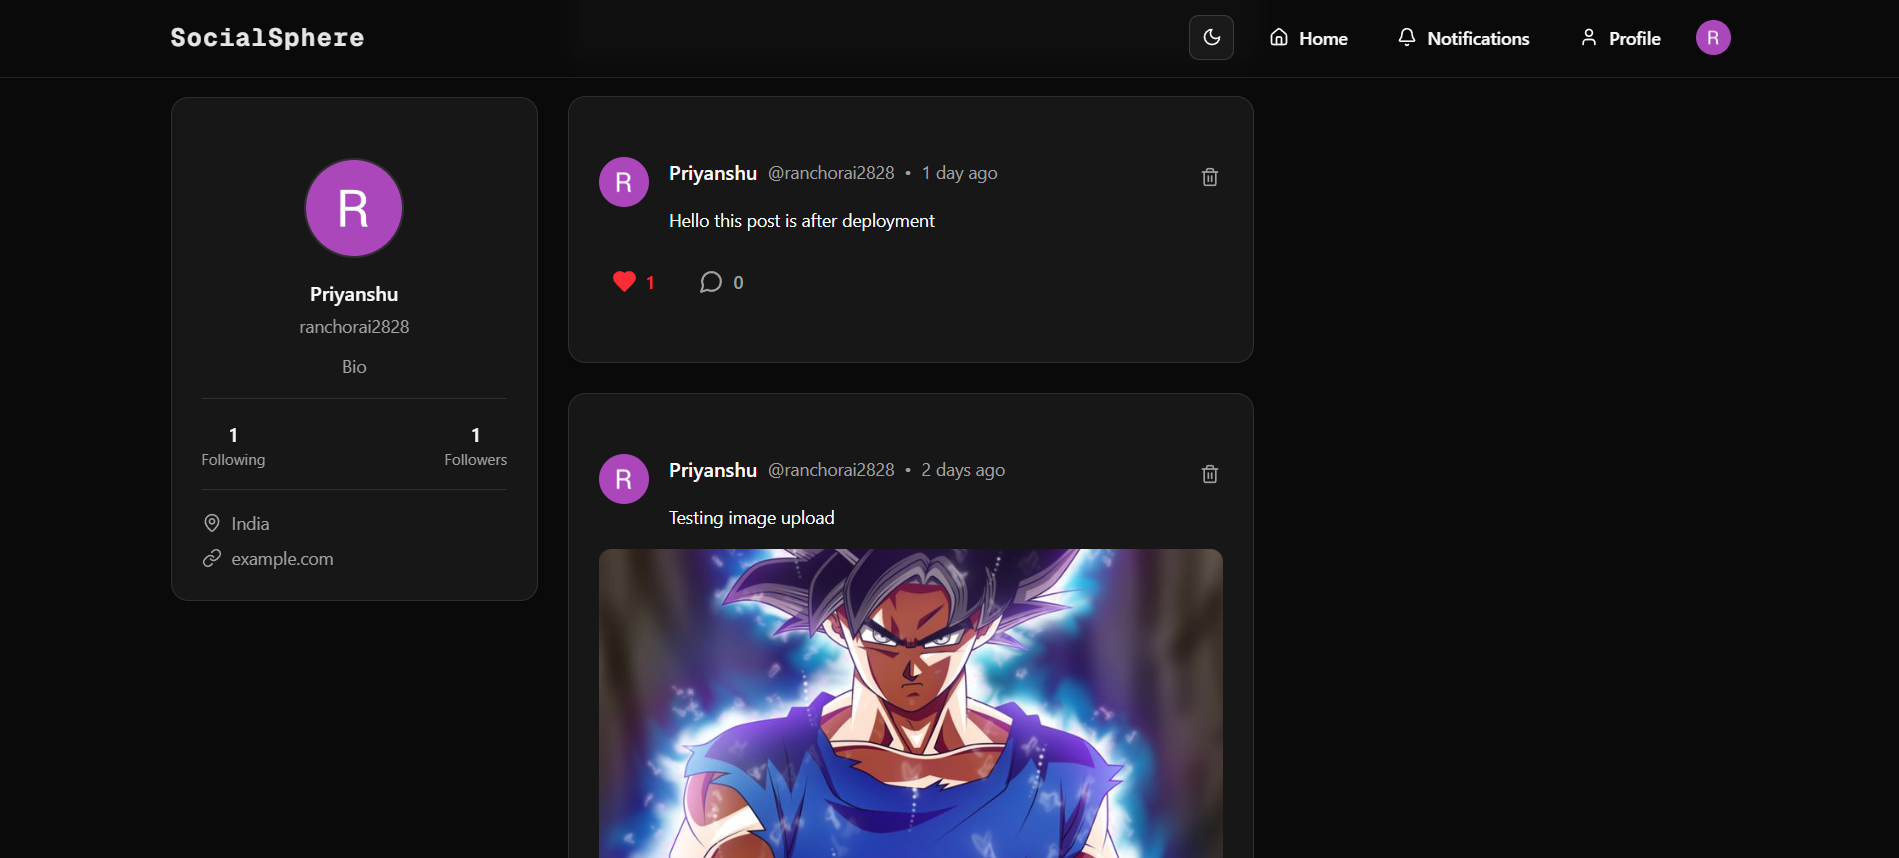 SocialSphere
Home
Notifications
Profile
R
R
Priyanshu
ranchorai2828
Bio
1
Following
1
Followers
India
example.com
R
Priyanshu @ranchorai2828 • 1 day ago
Hello this post is after deployment
1
0
R
Priyanshu @ranchorai2828 • 2 days ago
Testing image upload